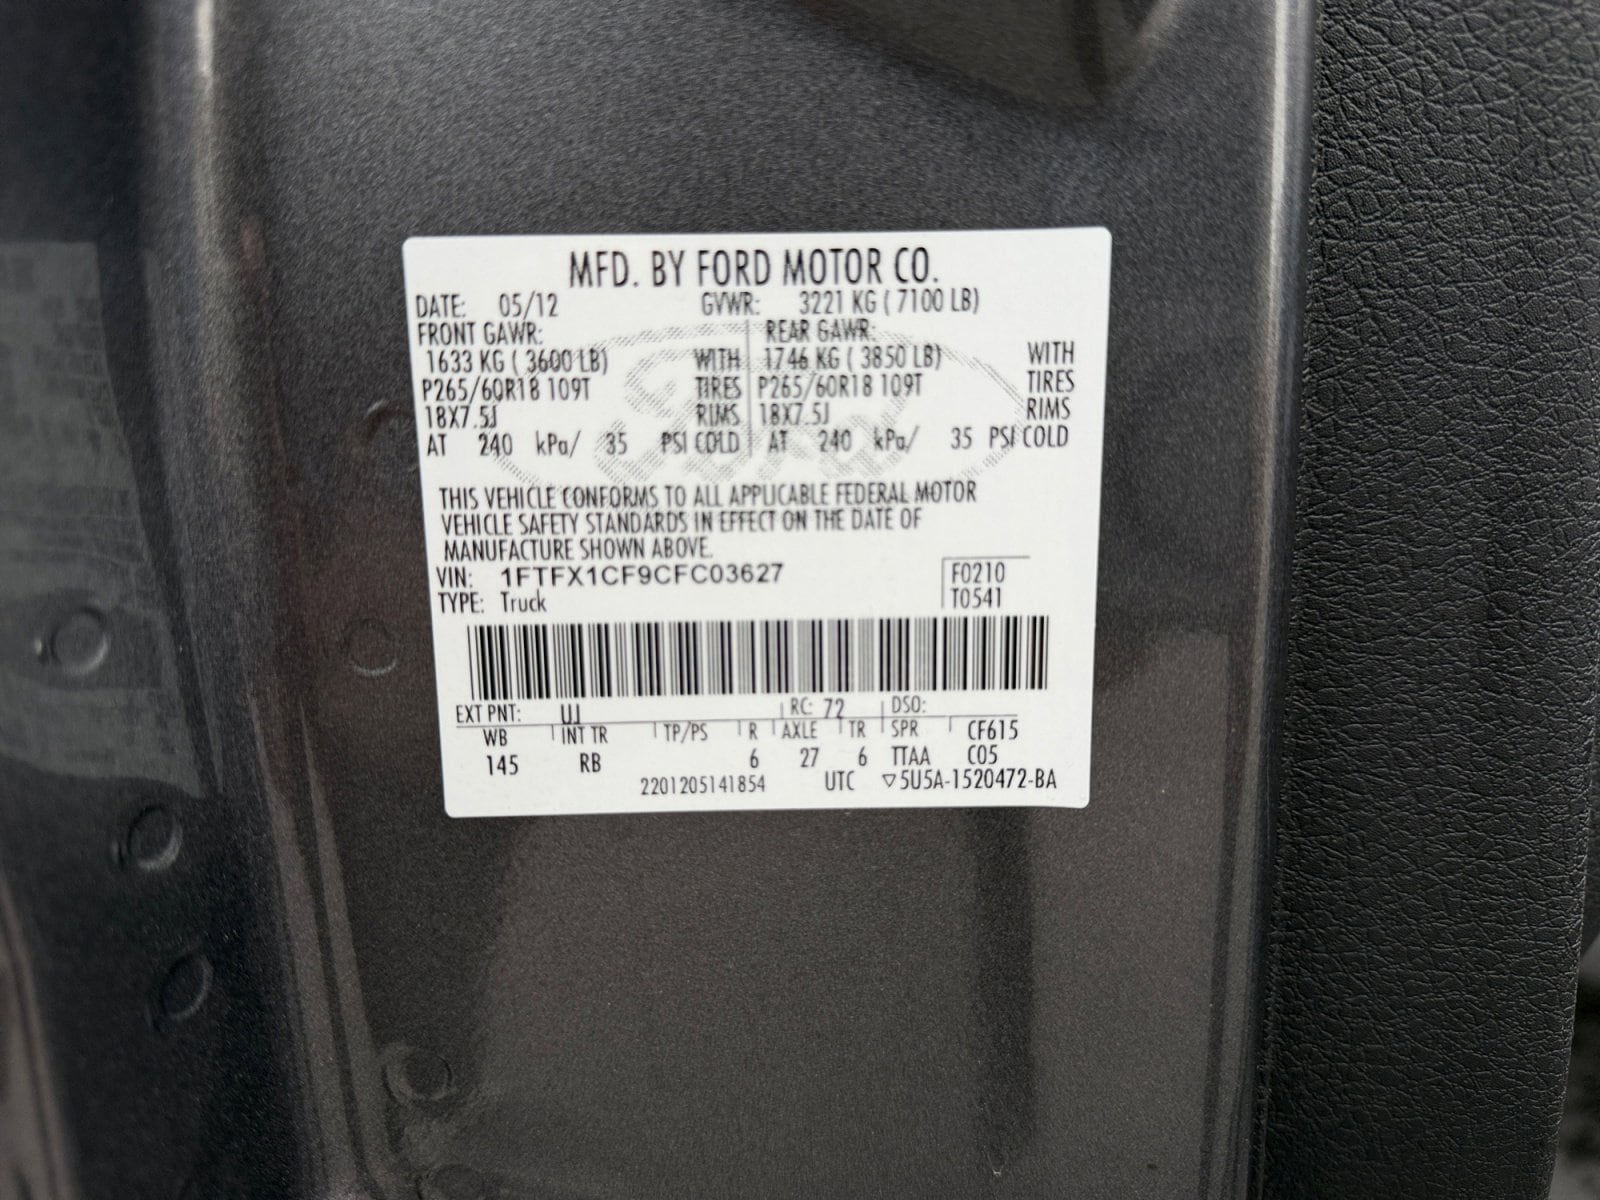 MFD. BY FORD MOTOR CO.
DATE: 05/12 GVWR: 3221 KG ( 7100 LB)
FRONT GAWR: REAR GAWR:
1633 KG ( 3600 LB) WITH 1746 KG ( 3850 LB) WITH
P265/60R18 109T TIRES P265/60R18 109T TIRES
18X7.5J RIMS 18X7.5J RIMS
AT 240 kPa/ 35 PSI COLD AT 240 kPa/ 35 PSI COLD
THIS VEHICLE CONFORMS TO ALL APPLICABLE FEDERAL MOTOR
VEHICLE SAFETY STANDARDS IN EFFECT ON THE DATE OF
MANUFACTURE SHOWN ABOVE.
VIN: 1FTFX1CF9CFC03627 F0210
TYPE: Truck T0541
EXT PNT: UJ RC: 72 DSO:
WB INT TR TP/PS R AXLE TR SPR CF615
145 RB 6 27 6 TTAA C05
2201205141854 UTC ▽5U5A-1520472-BA